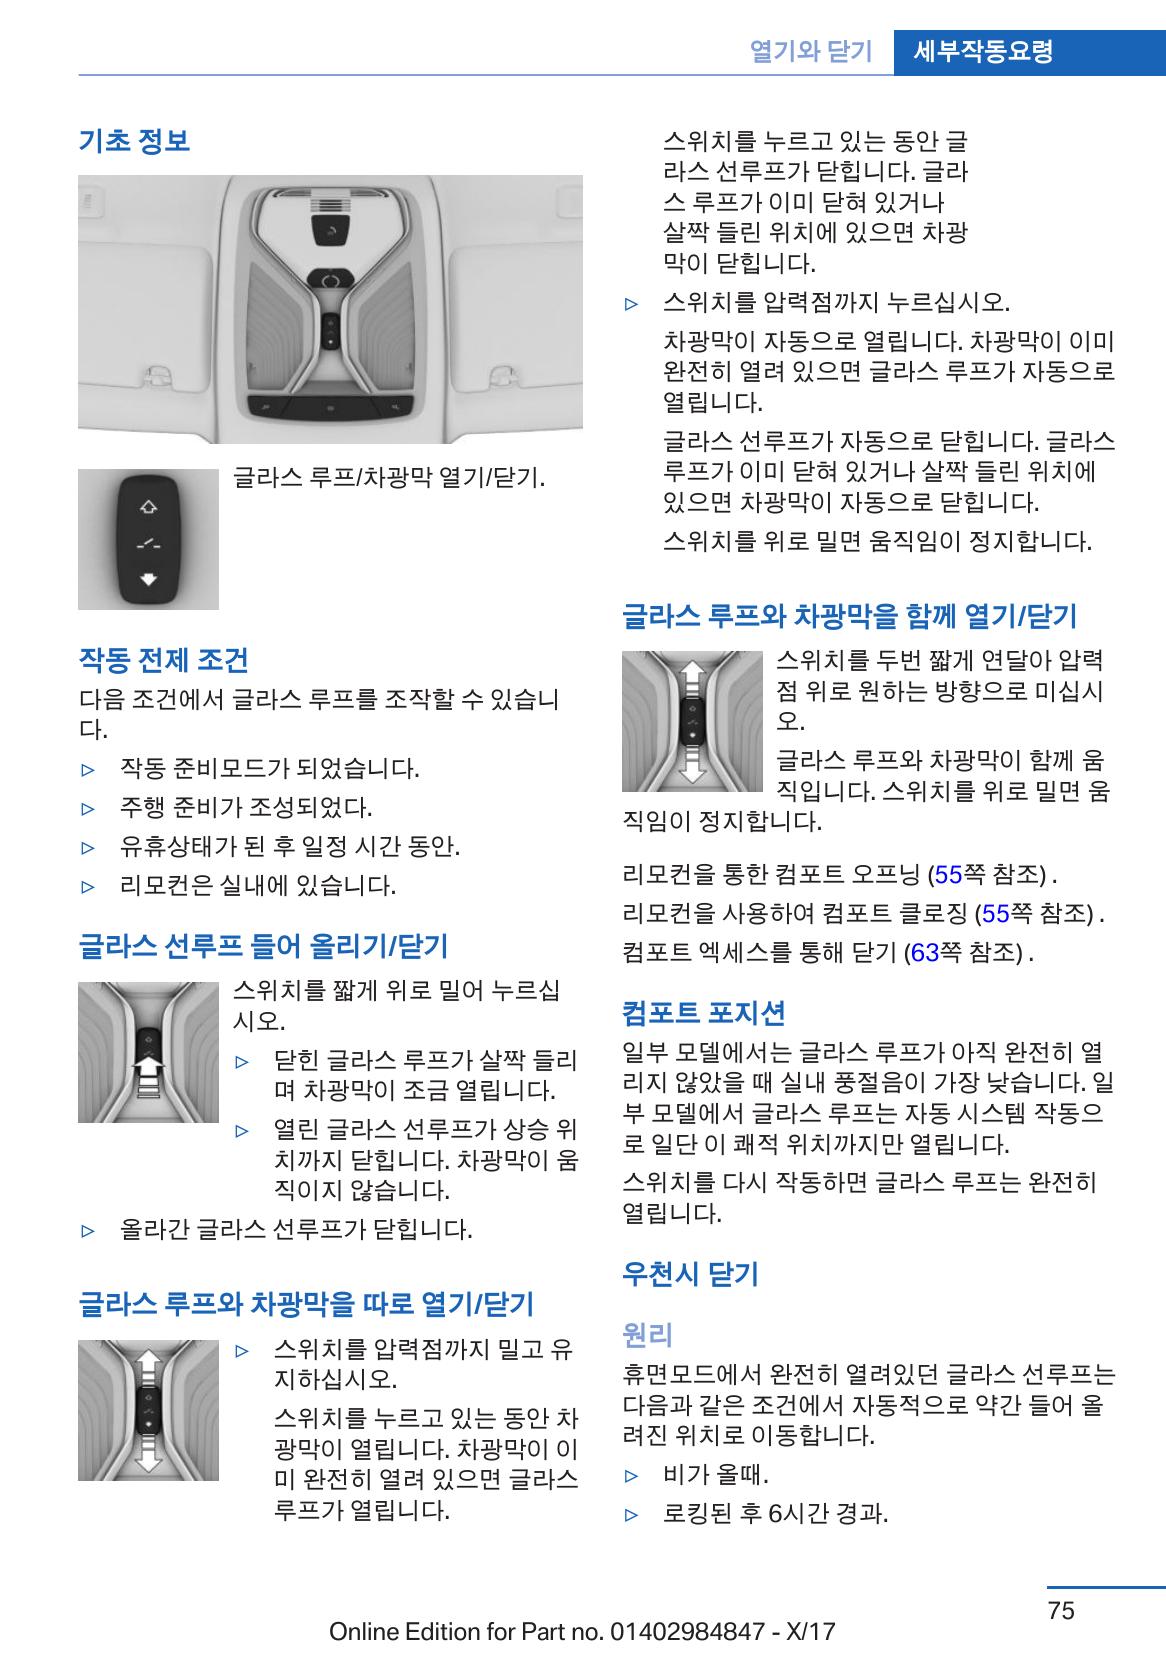 열기와 닫기
세부작동요령
기초 정보
글라스 루프/차광막 열기/닫기.
작동 전제 조건
다음 조건에서 글라스 루프를 조작할 수 있습니
다.
▷ 작동 준비모드가 되었습니다.
▷ 주행 준비가 조성되었다.
▷ 유휴상태가 된 후 일정 시간 동안.
▷ 리모컨은 실내에 있습니다.
글라스 선루프 들어 올리기/닫기
스위치를 짧게 위로 밀어 누르십
시오.
▷ 닫힌 글라스 루프가 살짝 들리
며 차광막이 조금 열립니다.
▷ 열린 글라스 선루프가 상승 위
치까지 닫힙니다. 차광막이 움
직이지 않습니다.
▷ 올라간 글라스 선루프가 닫힙니다.
글라스 루프와 차광막을 따로 열기/닫기
▷ 스위치를 압력점까지 밀고 유
지하십시오.
스위치를 누르고 있는 동안 차
광막이 열립니다. 차광막이 이
미 완전히 열려 있으면 글라스
루프가 열립니다.
스위치를 누르고 있는 동안 글
라스 선루프가 닫힙니다. 글라
스 루프가 이미 닫혀 있거나
살짝 들린 위치에 있으면 차광
막이 닫힙니다.
▷ 스위치를 압력점까지 누르십시오.
차광막이 자동으로 열립니다. 차광막이 이미
완전히 열려 있으면 글라스 루프가 자동으로
열립니다.
글라스 선루프가 자동으로 닫힙니다. 글라스
루프가 이미 닫혀 있거나 살짝 들린 위치에
있으면 차광막이 자동으로 닫힙니다.
스위치를 위로 밀면 움직임이 정지합니다.
글라스 루프와 차광막을 함께 열기/닫기
스위치를 두번 짧게 연달아 압력
점 위로 원하는 방향으로 미십시
오.
글라스 루프와 차광막이 함께 움
직입니다. 스위치를 위로 밀면 움
직임이 정지합니다.
리모컨을 통한 컴포트 오프닝 (55쪽 참조) .
리모컨을 사용하여 컴포트 클로징 (55쪽 참조) .
컴포트 엑세스를 통해 닫기 (63쪽 참조) .
컴포트 포지션
일부 모델에서는 글라스 루프가 아직 완전히 열
리지 않았을 때 실내 풍절음이 가장 낮습니다. 일
부 모델에서 글라스 루프는 자동 시스템 작동으
로 일단 이 쾌적 위치까지만 열립니다.
스위치를 다시 작동하면 글라스 루프는 완전히
열립니다.
우천시 닫기
원리
휴면모드에서 완전히 열려있던 글라스 선루프는
다음과 같은 조건에서 자동적으로 약간 들어 올
려진 위치로 이동합니다.
▷ 비가 올때.
▷ 로킹된 후 6시간 경과.
75
Online Edition for Part no. 01402984847 - X/17